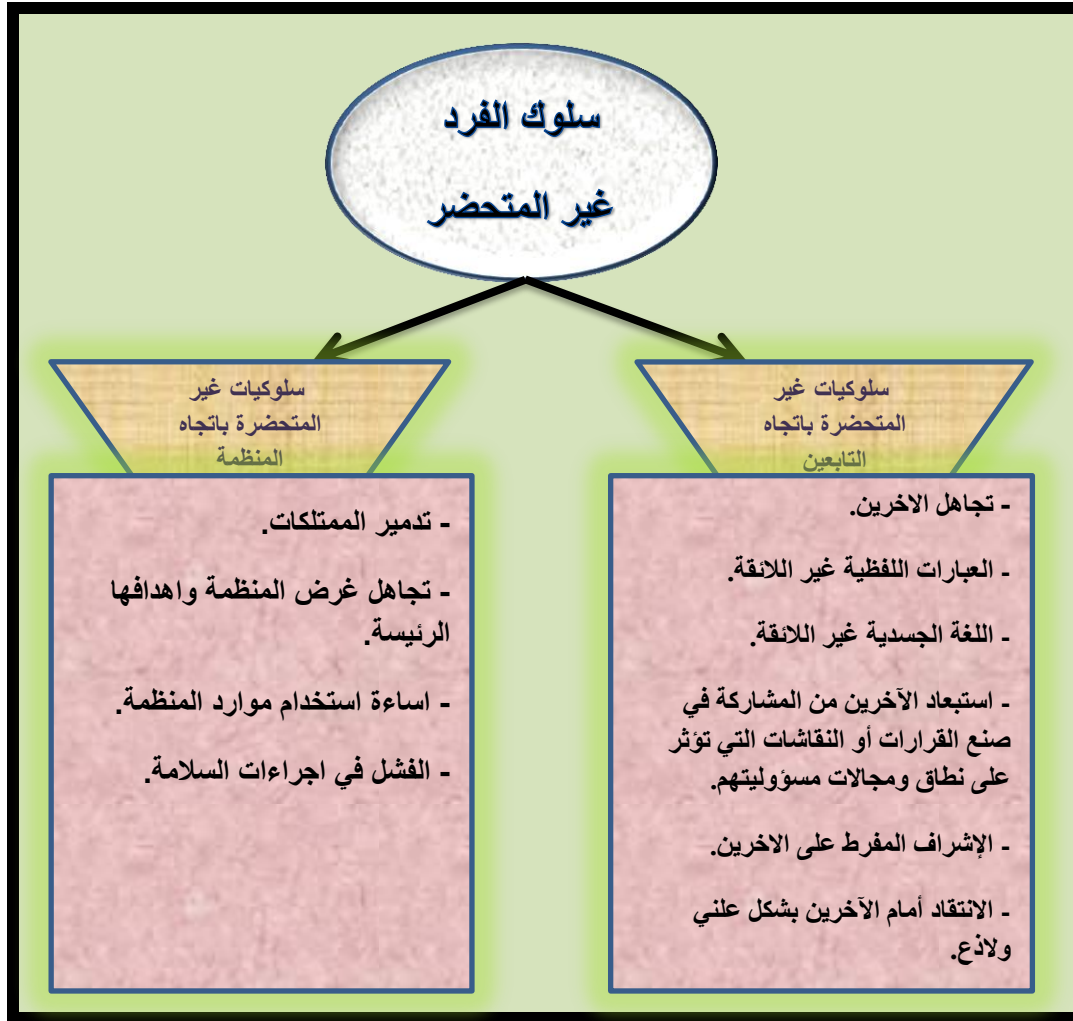 سلوك الفرد
غير المتحضر
سلوكيات غير
المتحضرة باتجاه
التابعين
- تجاهل الاخرين.
- العبارات اللفظية غير اللائقة.
- اللغة الجسدية غير اللائقة.
- استبعاد الآخرين من المشاركة في
صنع القرارات أو النقاشات التي تؤثر
على نطاق ومجالات مسؤوليتهم.
- الإشراف المفرط على الاخرين.
- الانتقاد أمام الآخرين بشكل علني
ولاذع.
سلوكيات غير
المتحضرة باتجاه
المنظمة
- تدمير الممتلكات.
- تجاهل غرض المنظمة واهدافها
الرئيسة.
- اساءة استخدام موارد المنظمة.
- الفشل في اجراءات السلامة.